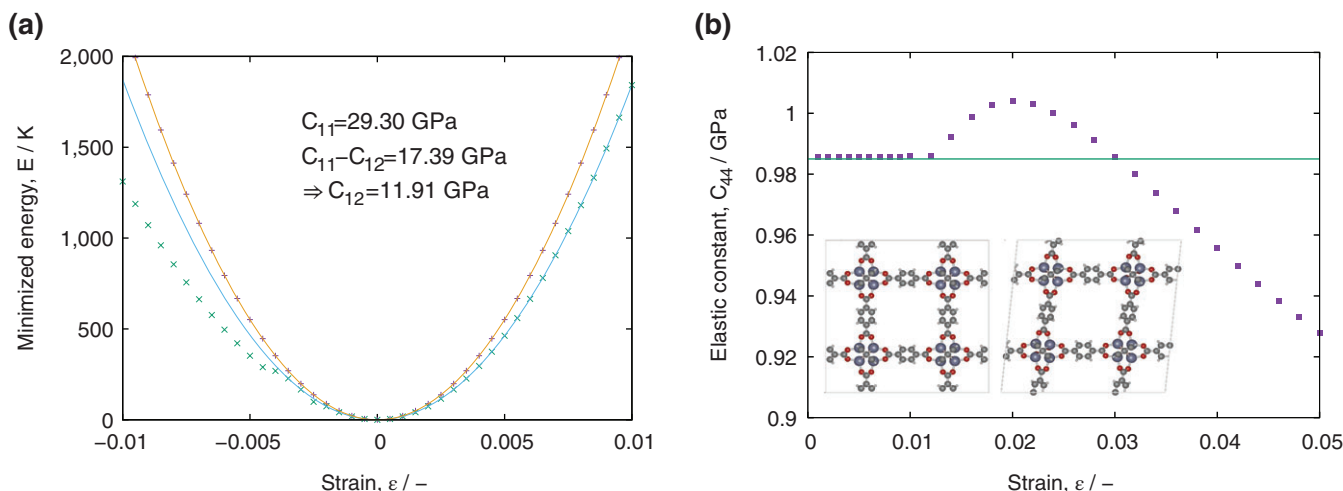 (a)
2,000
1,500
1,000
500
0
−0.01
−0.005
0
0.005
0.01
Minimized energy, E / K
Strain, ε / −
C11=29.30 GPa
C11−C12=17.39 GPa
⇒ C12=11.91 GPa
(b)
1.02
1
0.98
0.96
0.94
0.92
0.9
0
0.01
0.02
0.03
0.04
0.05
Elastic constant, C44 / GPa
Strain, ε / −